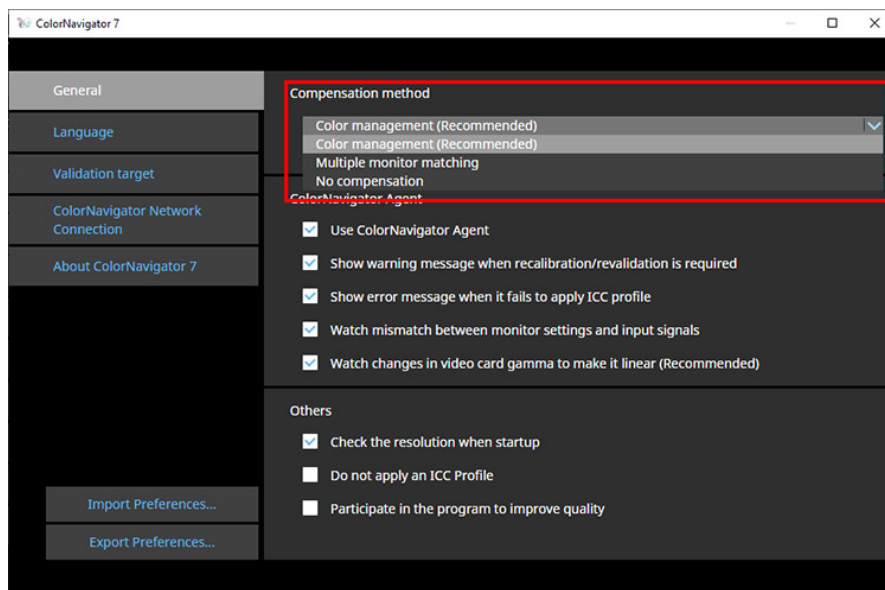 ColorNavigator 7
General
Language
Validation target
ColorNavigator Network
Connection
About ColorNavigator 7
Import Preferences...
Export Preferences...
Compensation method
Color management (Recommended)
Color management (Recommended)
Multiple monitor matching
No compensation
ColorNavigator Agent
Use ColorNavigator Agent
Show warning message when recalibration/revalidation is required
Show error message when it fails to apply ICC profile
Watch mismatch between monitor settings and input signals
Watch changes in video card gamma to make it linear (Recommended)
Others
Check the resolution when startup
Do not apply an ICC Profile
Participate in the program to improve quality